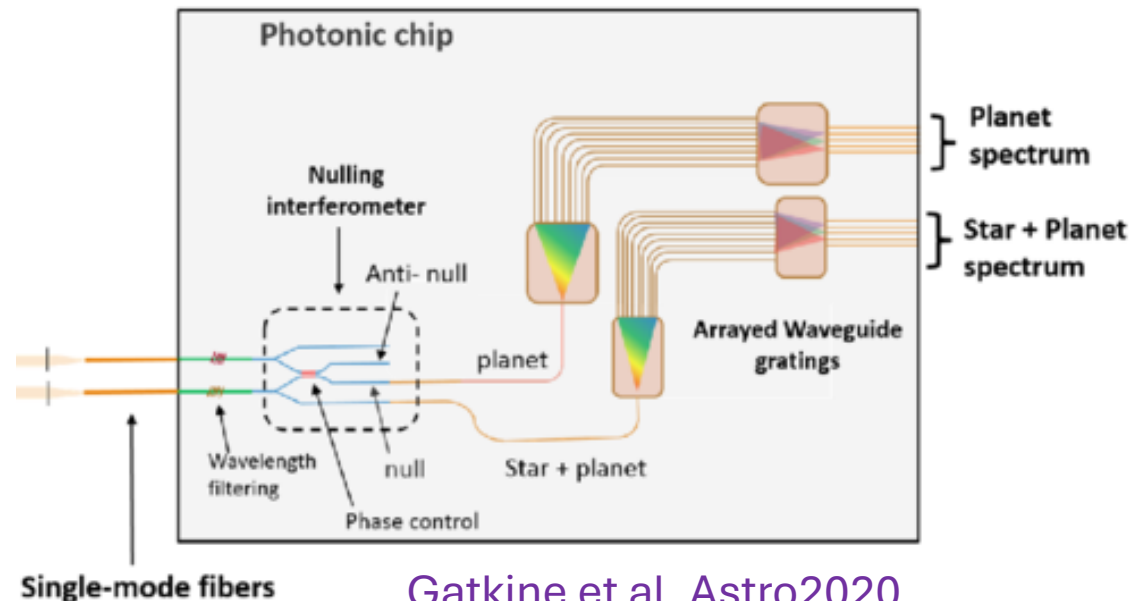 Photonic chip
Planet
spectrum
Nulling
interferometer
Star + Planet
spectrum
Anti- null
Arrayed Waveguide
gratings
planet
Wavelength
filtering
null
Star + planet
Phase control
Single-mode fibers
Gatkine et al. Astro2020